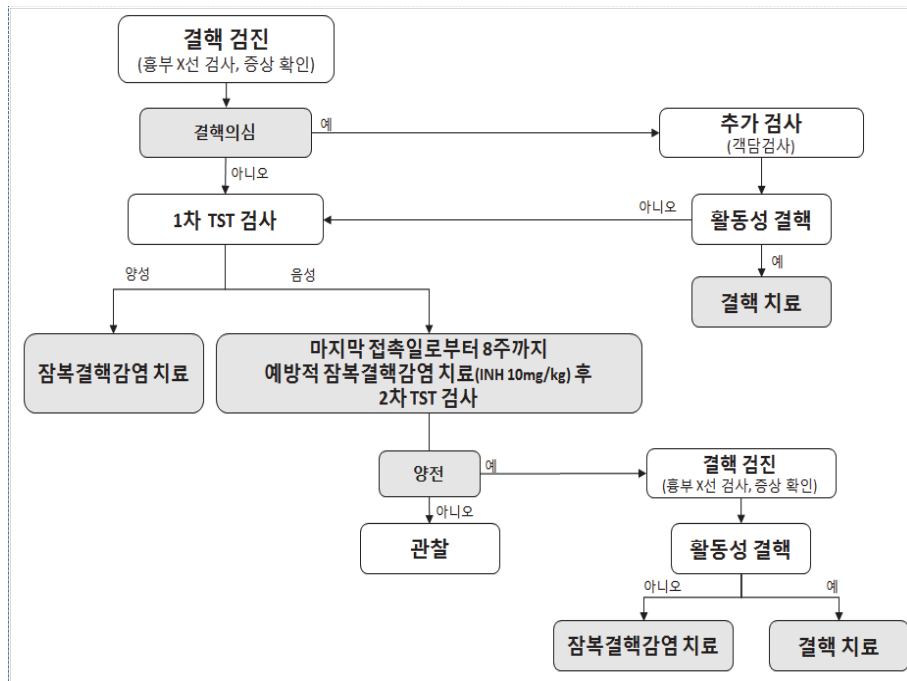 결핵 검진
(흉부 X선 검사, 증상 확인)
결핵의심
예
추가 검사
(객담검사)
아니오
1차 TST 검사
아니오
활동성 결핵
양성
음성
예
결핵 치료
잠복결핵감염 치료
마지막 접촉일로부터 8주까지
예방적 잠복결핵감염 치료(INH 10mg/kg) 후
2차 TST 검사
양전
예
결핵 검진
(흉부 X선 검사, 증상 확인)
아니오
관찰
활동성 결핵
아니오
예
잠복결핵감염 치료
결핵 치료